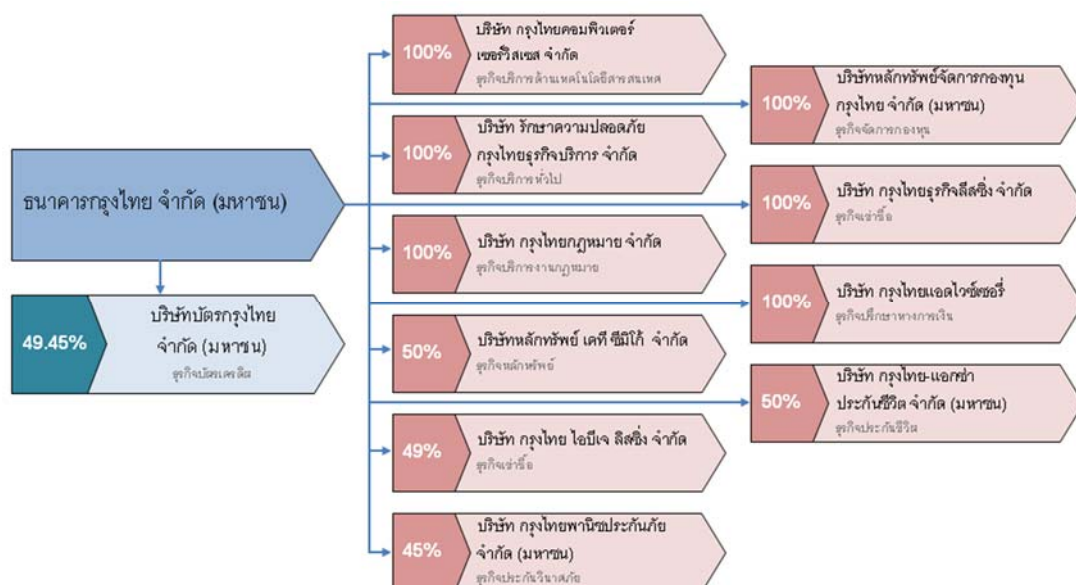 ธนาคารกรุงไทย จำกัด (มหาชน)
49.45%
บริษัทบัตรกรุงไทย
จำกัด (มหาชน)
ธุรกิจบัตรเครดิต
100%
บริษัท กรุงไทยคอมพิวเตอร์
เซอร์วิสเซส จำกัด
ธุรกิจบริการด้านเทคโนโลยีสารสนเทศ
100%
บริษัท รักษาความปลอดภัย
กรุงไทยธุรกิจบริการ จำกัด
ธุรกิจบริการทั่วไป
100%
บริษัท กรุงไทยกฎหมาย จำกัด
ธุรกิจบริการงานกฎหมาย
50%
บริษัทหลักทรัพย์ เคที ซีมิโก้ จำกัด
ธุรกิจหลักทรัพย์
49%
บริษัท กรุงไทย ไอบีเจ ลิสซิ่ง จำกัด
ธุรกิจเช่าซื้อ
45%
บริษัท กรุงไทยพานิชประกันภัย
จำกัด (มหาชน)
ธุรกิจประกันวินาศภัย
100%
บริษัทหลักทรัพย์จัดการกองทุน
กรุงไทย จำกัด (มหาชน)
ธุรกิจจัดการกองทุน
100%
บริษัท กรุงไทยธุรกิจลีสซิ่ง จำกัด
ธุรกิจเช่าซื้อ
100%
บริษัท กรุงไทยแอดไวซ์เซอรี่
ธุรกิจปรึกษาทางการเงิน
50%
บริษัท กรุงไทย-แอกซ่า
ประกันชีวิต จำกัด (มหาชน)
ธุรกิจประกันชีวิต